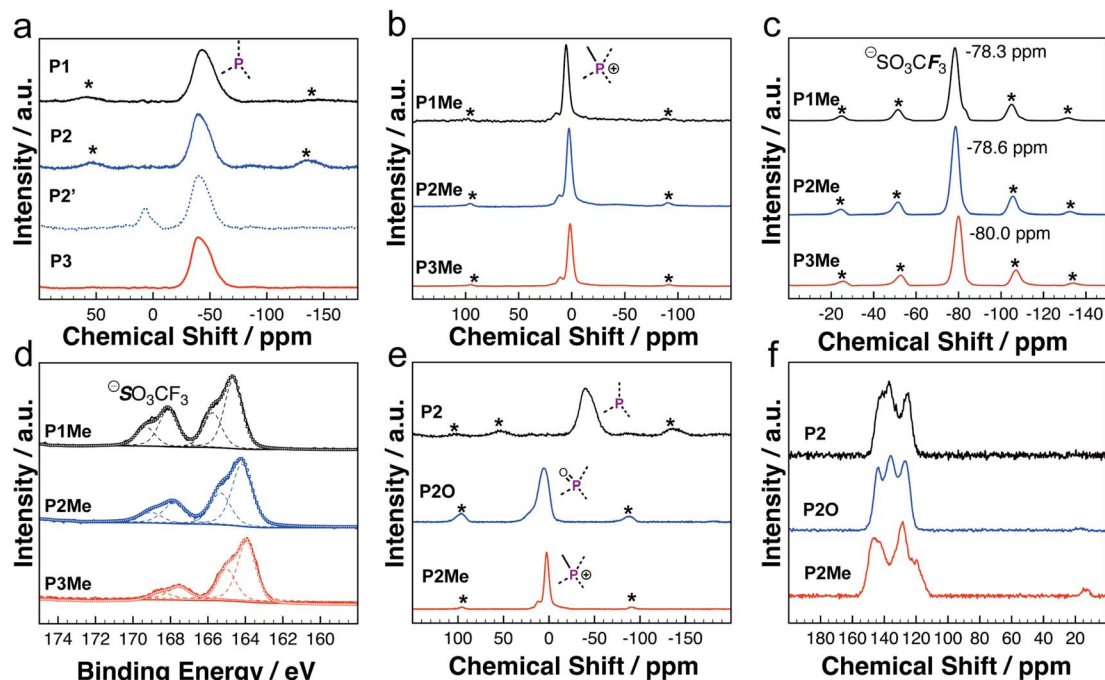 a
Intensity / a.u.
P1
P
*
*
P2
*
*
P2'
P3
50
0
-50
-100
-150
Chemical Shift / ppm
b
Intensity / a.u.
P
⊕
P1Me
*
*
P2Me
*
*
P3Me
*
*
100
50
0
-50
-100
Chemical Shift / ppm
c
Intensity / a.u.
⊖SO3CF3
-78.3 ppm
P1Me
*
*
*
*
-78.6 ppm
P2Me
*
*
*
*
-80.0 ppm
P3Me
*
*
*
*
-20
-40
-60
-80
-100
-120
-140
Chemical Shift / ppm
d
Intensity / a.u.
⊖SO3CF3
P1Me
P2Me
P3Me
174
172
170
168
166
164
162
160
Binding Energy / eV
e
Intensity / a.u.
P2
P
*
*
*
P2O
O
P
*
*
P2Me
P
⊕
*
*
100
50
0
-50
-100
-150
-200
Chemical Shift / ppm
f
Intensity / a.u.
P2
P2O
P2Me
180
160
140
120
100
80
60
40
20
0
Chemical Shift / ppm